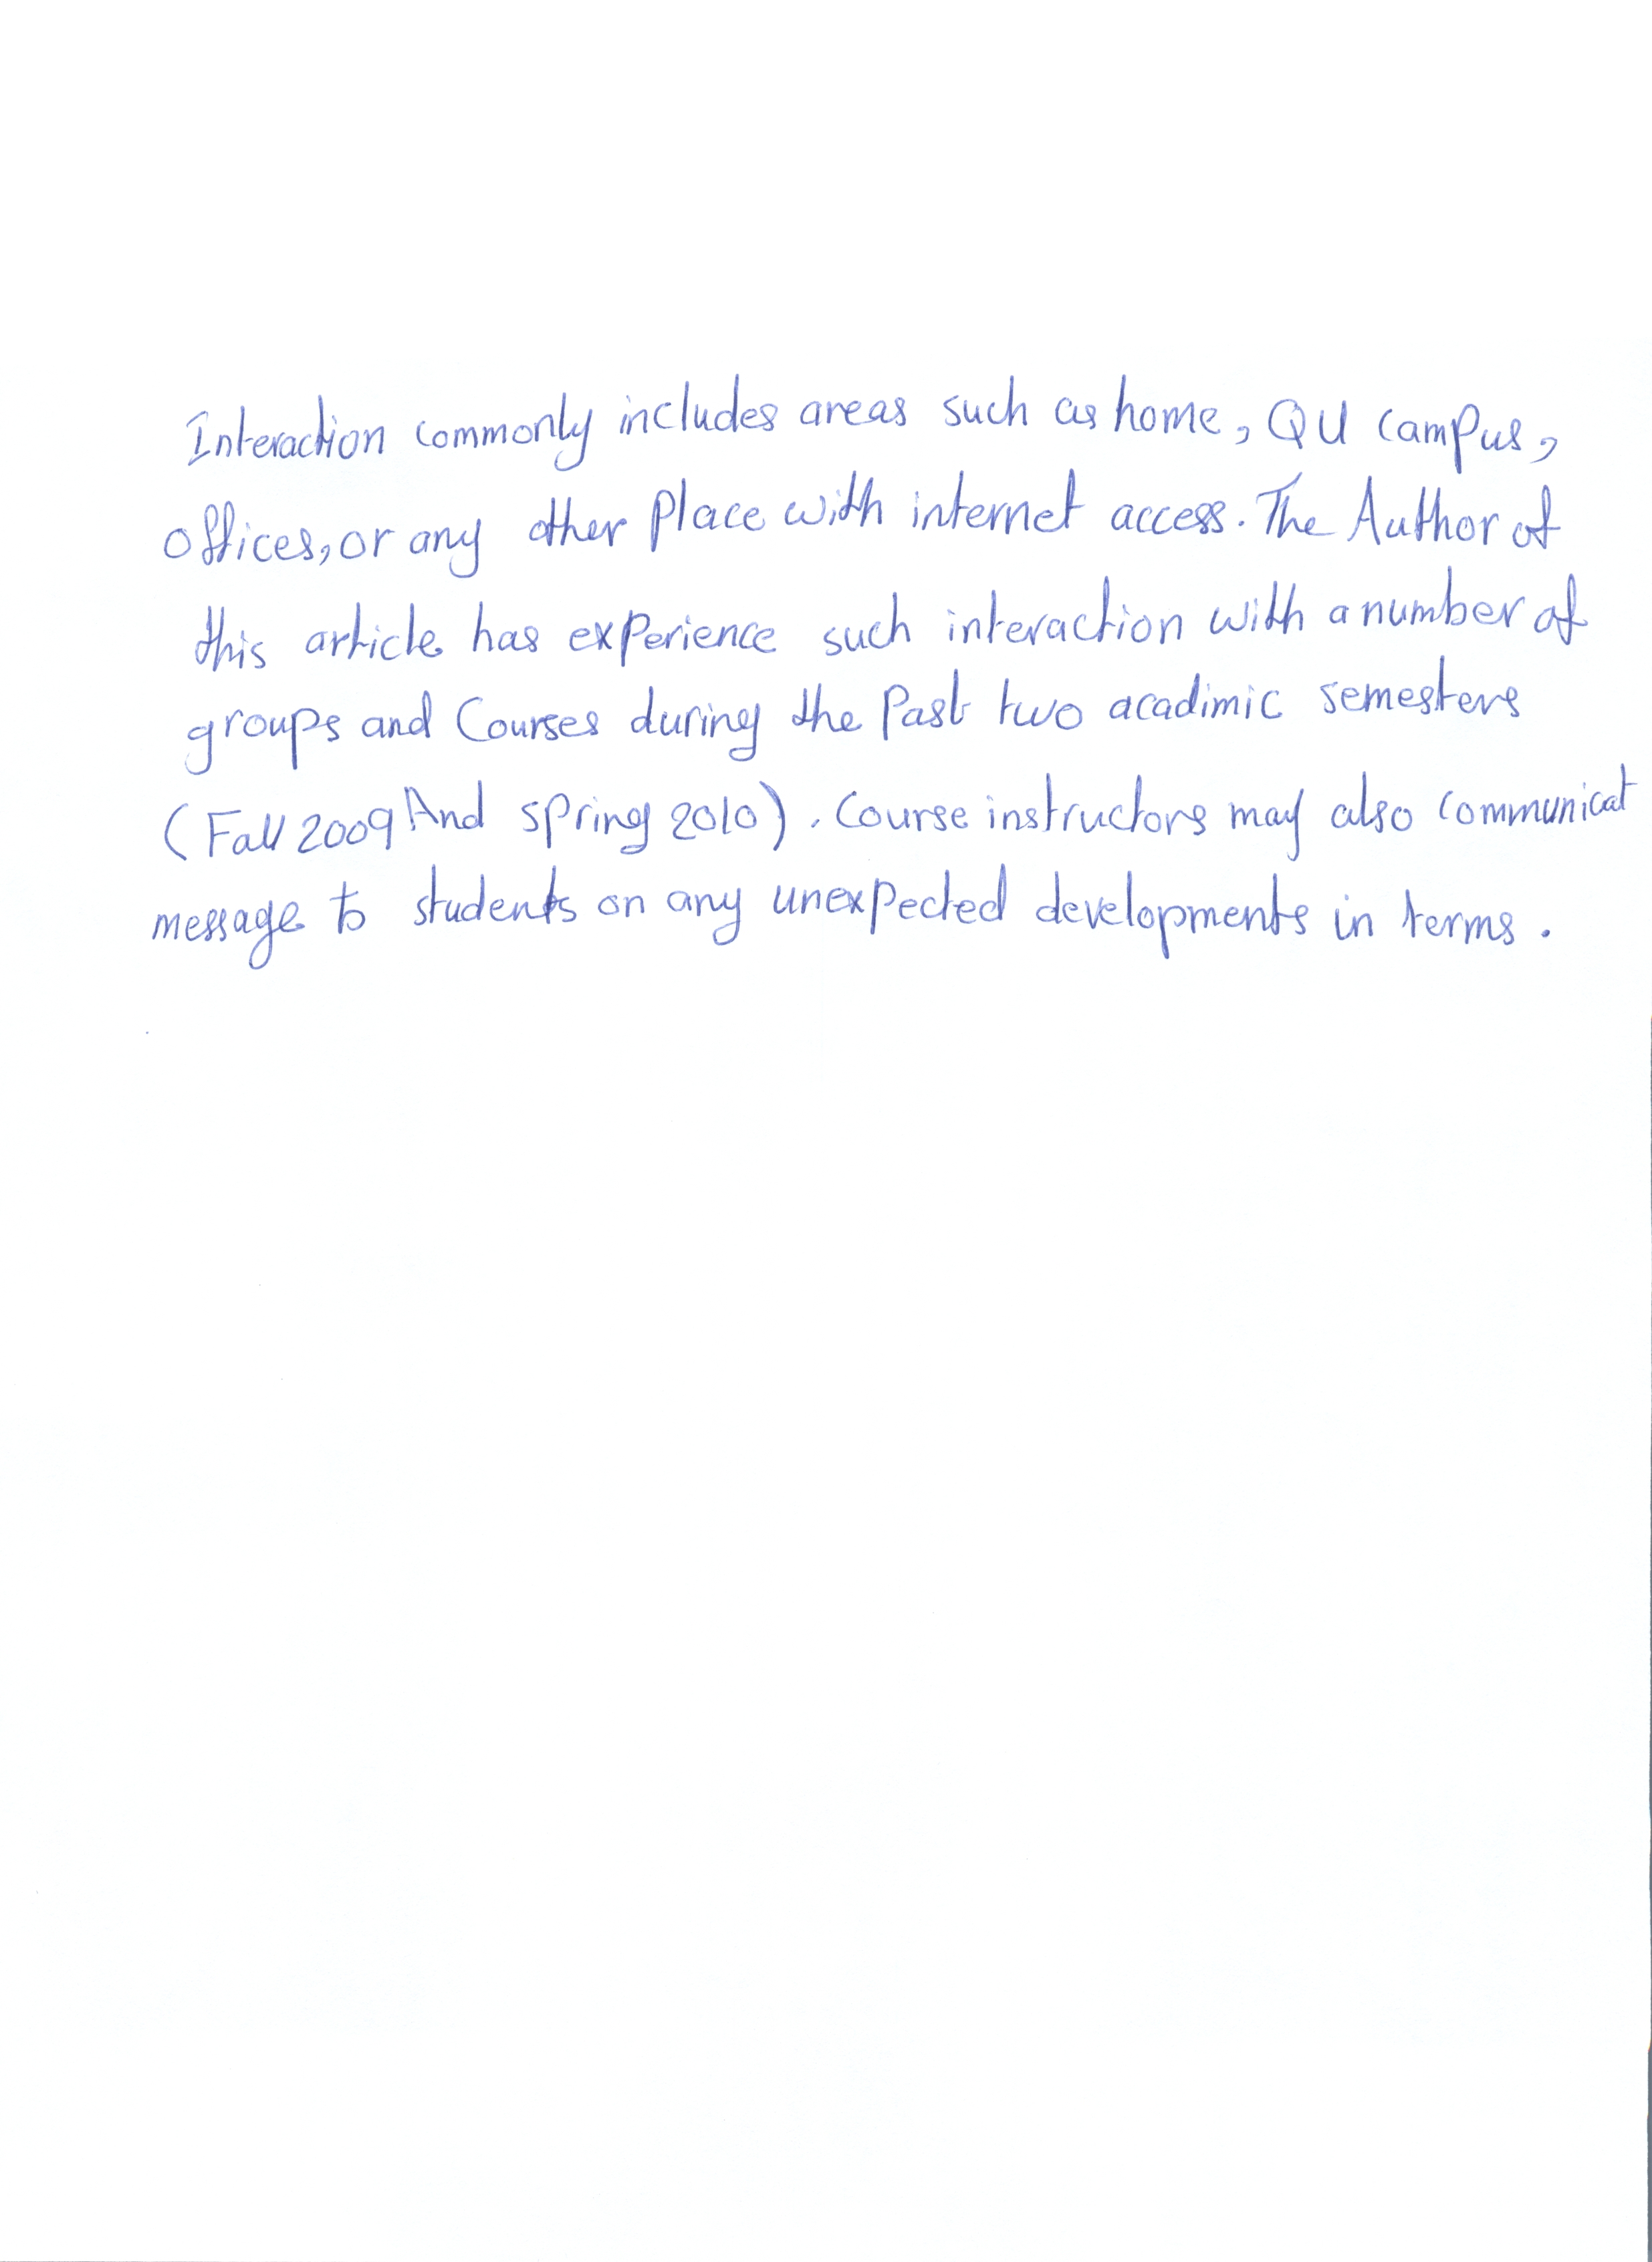 Interaction commonly includes areas such as home, QU campus,
offices, or any other place with internet access. The Author of
this article has experience such interaction with a number of
groups and Courses during the Past two acadimic semesters
(Fall 2009 And spring 2010). Course instructors may also communicat
message to students on any unexpected developments in terms.